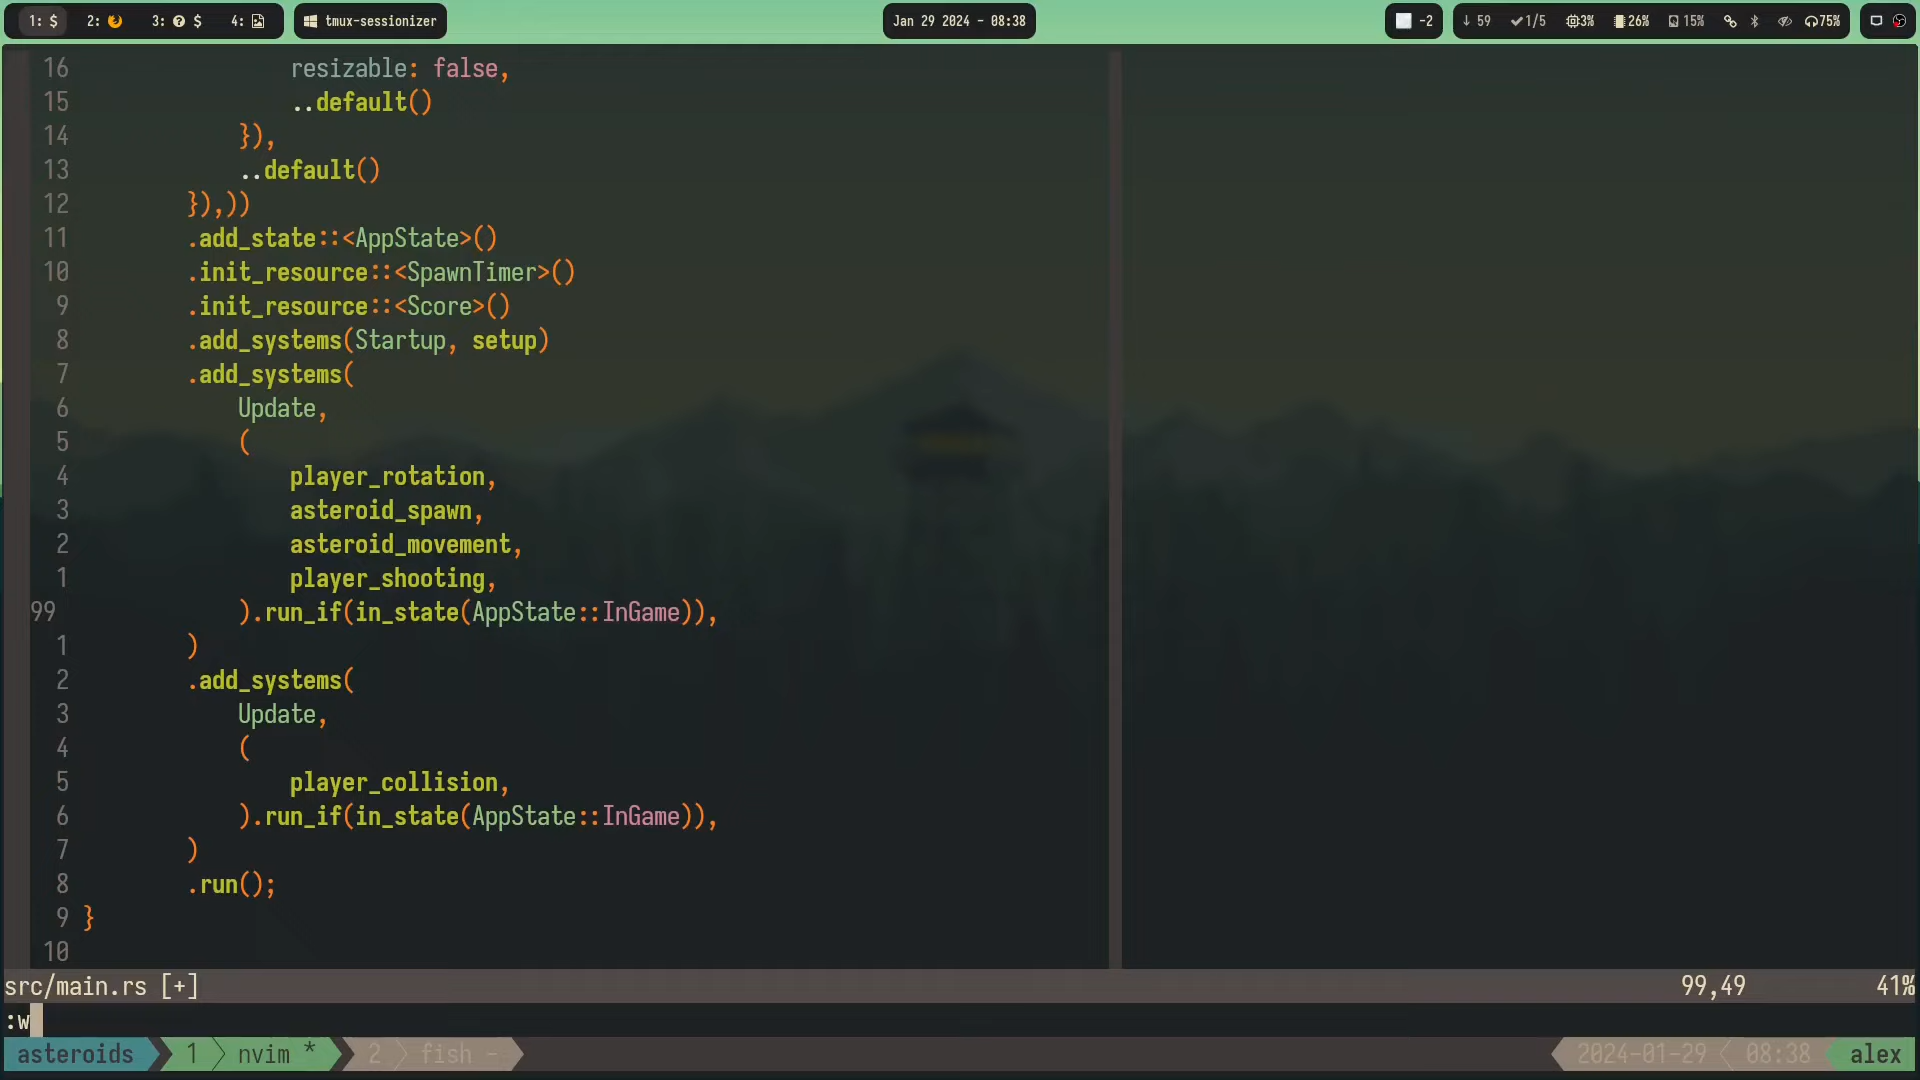 1: $ 2: 3: $ 4: tmux-sessionizer Jan 29 2024 - 08:38 -2 ↓ 59 ✓1/5 3% 26% 15% 75%
16 resizable: false,
15 ..default()
14 }),
13 ..default()
12 }),))
11 .add_state::<AppState>()
10 .init_resource::<SpawnTimer>()
9 .init_resource::<Score>()
8 .add_systems(Startup, setup)
7 .add_systems(
6 Update,
5 (
4 player_rotation,
3 asteroid_spawn,
2 asteroid_movement,
1 player_shooting,
99 ).run_if(in_state(AppState::InGame)),
1 )
2 .add_systems(
3 Update,
4 (
5 player_collision,
6 ).run_if(in_state(AppState::InGame)),
7 )
8 .run();
9 }
10
src/main.rs [+] 99,49 41%
:w
asteroids 1 nvim * 2 fish - 2024-01-29 08:38 alex